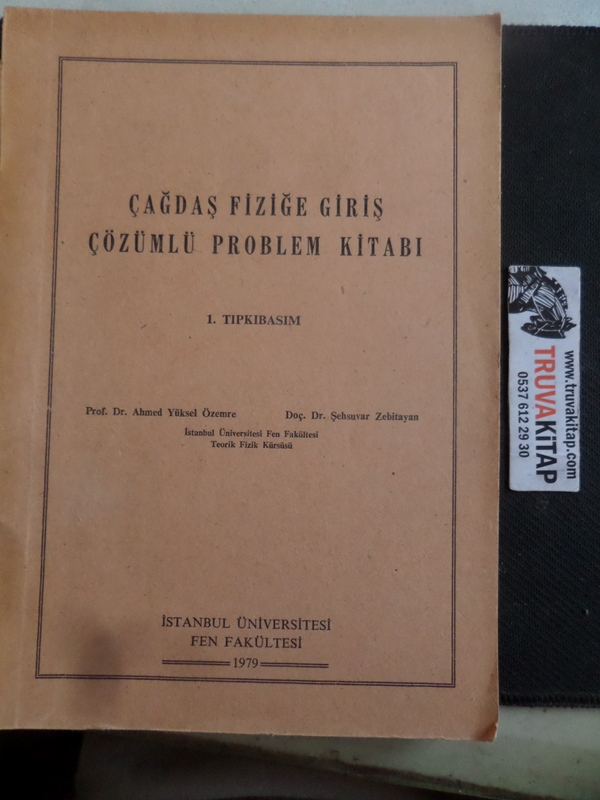 ÇAĞDAŞ FİZİĞE GİRİŞ
ÇÖZÜMLÜ PROBLEM KİTABI
1. TIPKIBASIM
Prof. Dr. Ahmed Yüksel Özemre
Doç. Dr. Şehsuvar Zebitayan
İstanbul Üniversitesi Fen Fakültesi
Teorik Fizik Kürsüsü
İSTANBUL ÜNİVERSİTESİ
FEN FAKÜLTESİ
1979
www.truvakitap.com
TRUVAKİTAP
0537 612 29 30